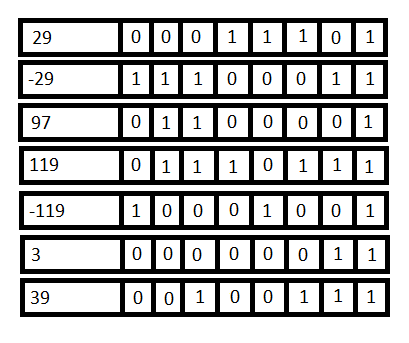 29 0 0 0 1 1 1 0 1
-29 1 1 1 0 0 0 1 1
97 0 1 1 0 0 0 0 1
119 0 1 1 1 0 1 1 1
-119 1 0 0 0 1 0 0 1
3 0 0 0 0 0 0 1 1
39 0 0 1 0 0 1 1 1